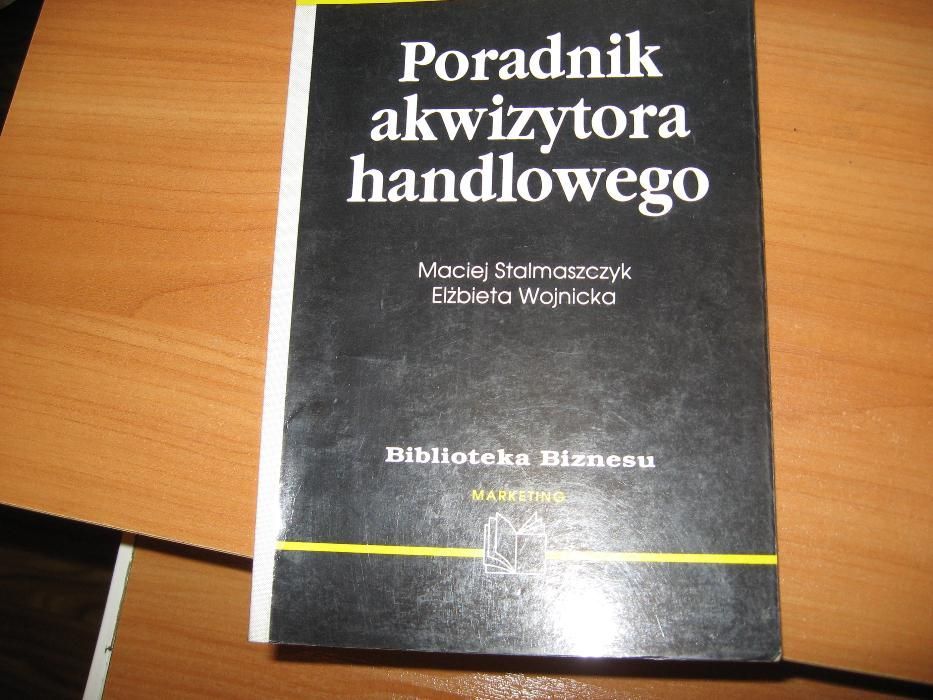 Poradnik
akwizytora
handlowego
Maciej Stalmaszczyk
Elżbieta Wojnicka
Biblioteka Biznesu
MARKETING